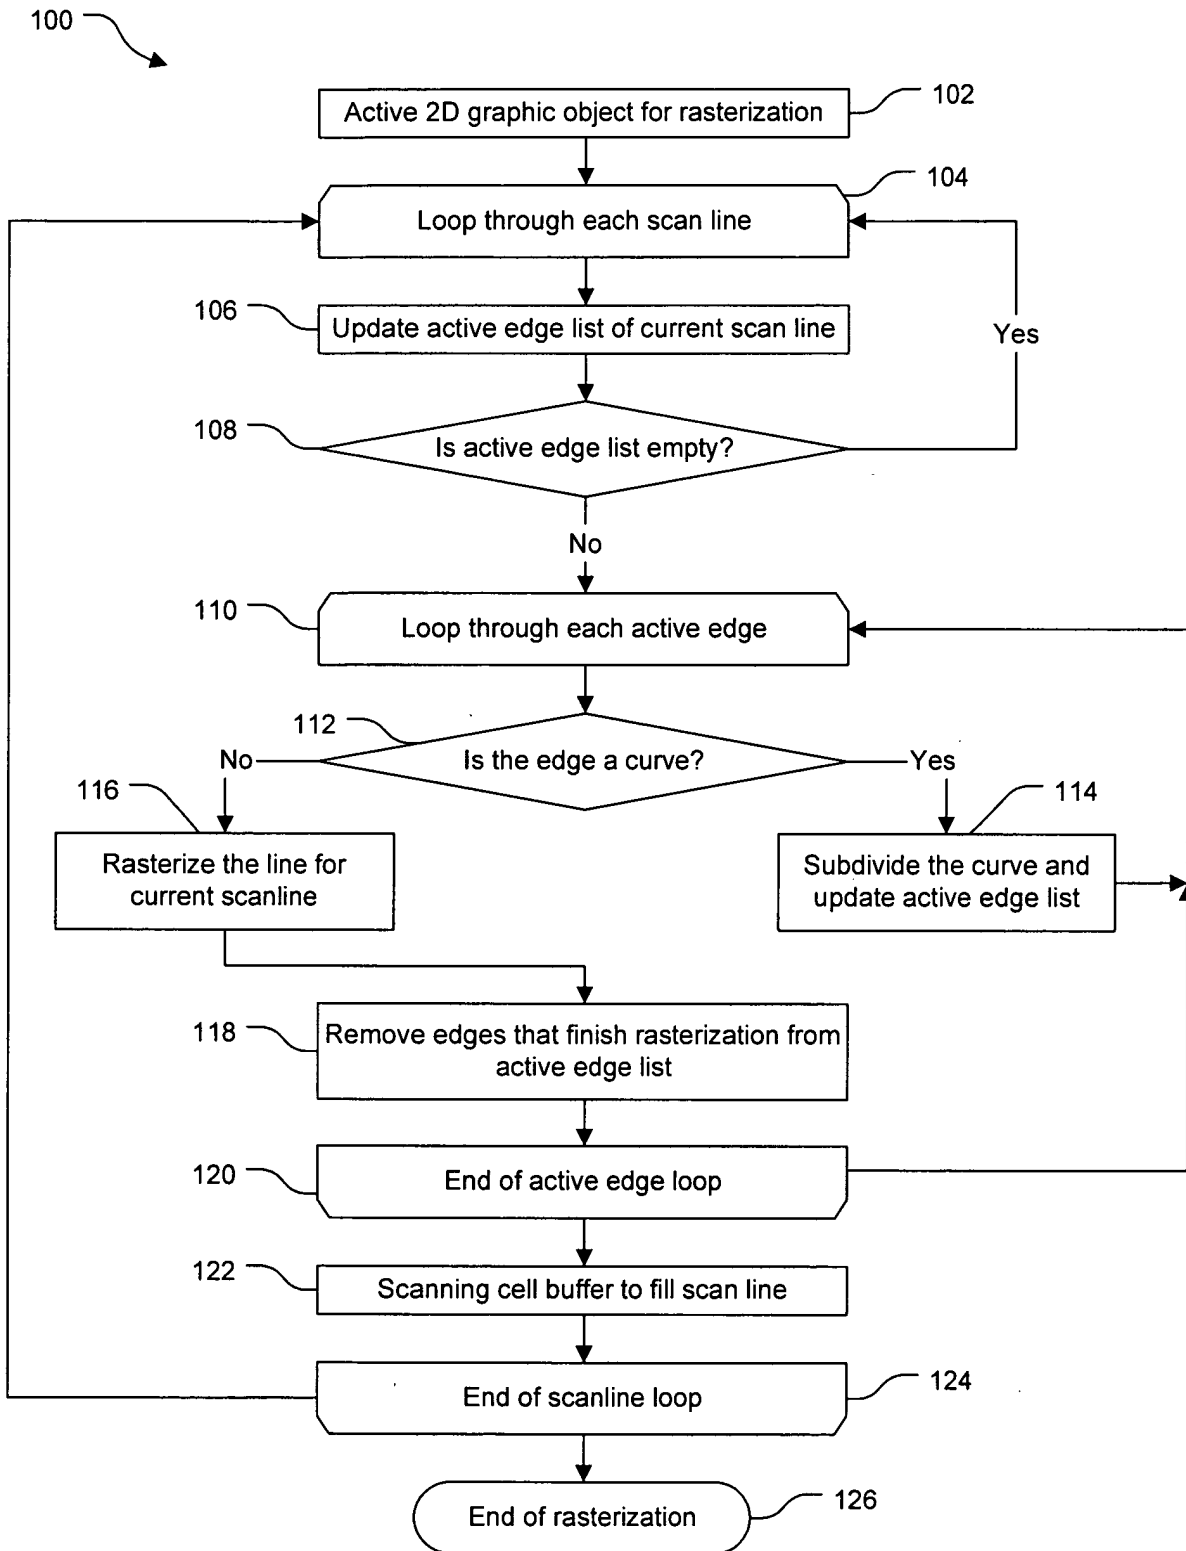 100
102
Active 2D graphic object for rasterization
104
Loop through each scan line
106
Update active edge list of current scan line
Yes
108
Is active edge list empty?
No
110
Loop through each active edge
112
Is the edge a curve?
No
Yes
116
114
Rasterize the line for
current scanline
Subdivide the curve and
update active edge list
118
Remove edges that finish rasterization from
active edge list
120
End of active edge loop
122
Scanning cell buffer to fill scan line
124
End of scanline loop
126
End of rasterization